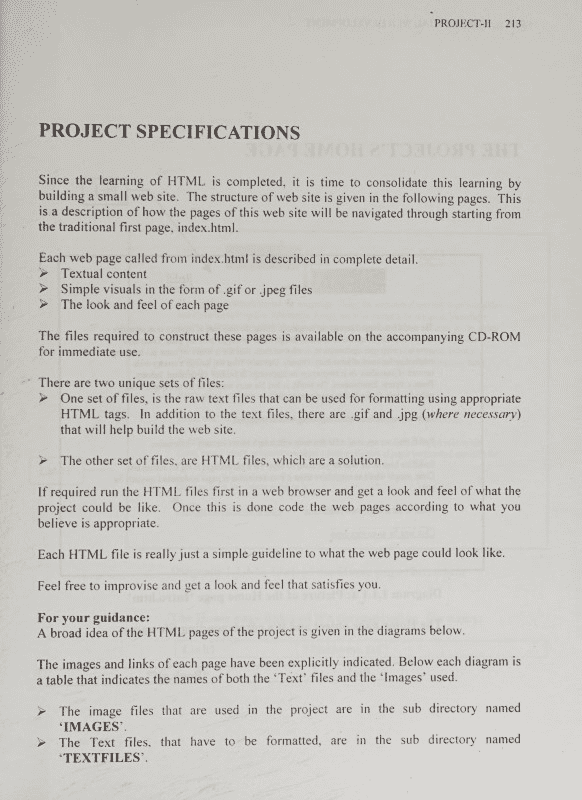 PROJECT-II 213
PROJECT SPECIFICATIONS
Since the learning of HTML is completed, it is time to consolidate this learning by
building a small web site. The structure of web site is given in the following pages. This
is a description of how the pages of this web site will be navigated through starting from
the traditional first page, index.html.
Each web page called from index.html is described in complete detail.
➢ Textual content
➢ Simple visuals in the form of .gif or .jpeg files
➢ The look and feel of each page
The files required to construct these pages is available on the accompanying CD-ROM
for immediate use.
There are two unique sets of files:
➢ One set of files, is the raw text files that can be used for formatting using appropriate
HTML tags. In addition to the text files, there are .gif and .jpg (where necessary)
that will help build the web site.
➢ The other set of files, are HTML files, which are a solution.
If required run the HTML files first in a web browser and get a look and feel of what the
project could be like. Once this is done code the web pages according to what you
believe is appropriate.
Each HTML file is really just a simple guideline to what the web page could look like.
Feel free to improvise and get a look and feel that satisfies you.
For your guidance:
A broad idea of the HTML pages of the project is given in the diagrams below.
The images and links of each page have been explicitly indicated. Below each diagram is
a table that indicates the names of both the 'Text' files and the 'Images' used.
➢ The image files that are used in the project are in the sub directory named
'IMAGES'.
➢ The Text files, that have to be formatted, are in the sub directory named
'TEXTFILES'.